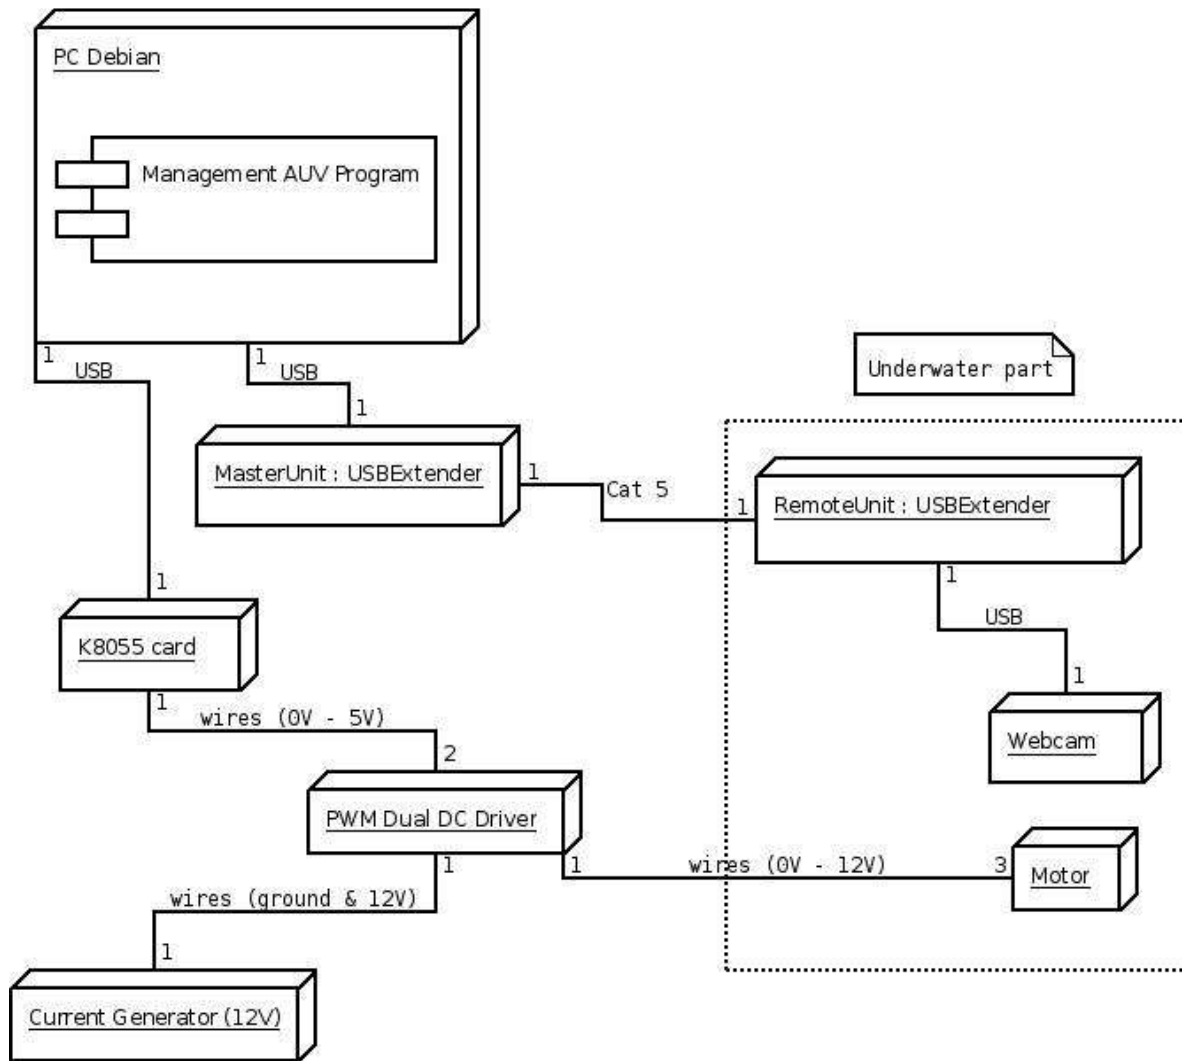 PC Debian
Management AUV Program
1
USB
1
USB
1
Underwater part
MasterUnit : USBExtender
1
Cat 5
1
RemoteUnit : USBExtender
1
USB
1
Webcam
1
K8055 card
1
wires (0V - 5V)
2
PWM Dual DC Driver
1
1
wires (0V - 12V)
3
Motor
wires (ground & 12V)
1
Current Generator (12V)